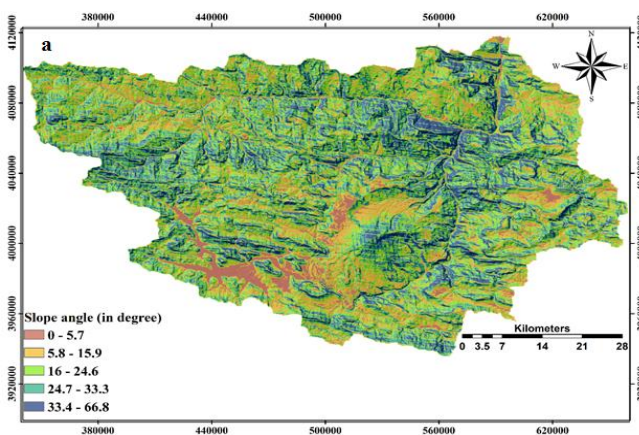 380000 440000 500000 560000 620000
a
N
W E
S
4120000
4080000
4040000
4000000
3960000
3920000
Slope angle (in degree)
0 - 5.7
5.8 - 15.9
16 - 24.6
24.7 - 33.3
33.4 - 66.8
Kilometers
0 3.5 7 14 21 28
380000 440000 500000 560000 620000